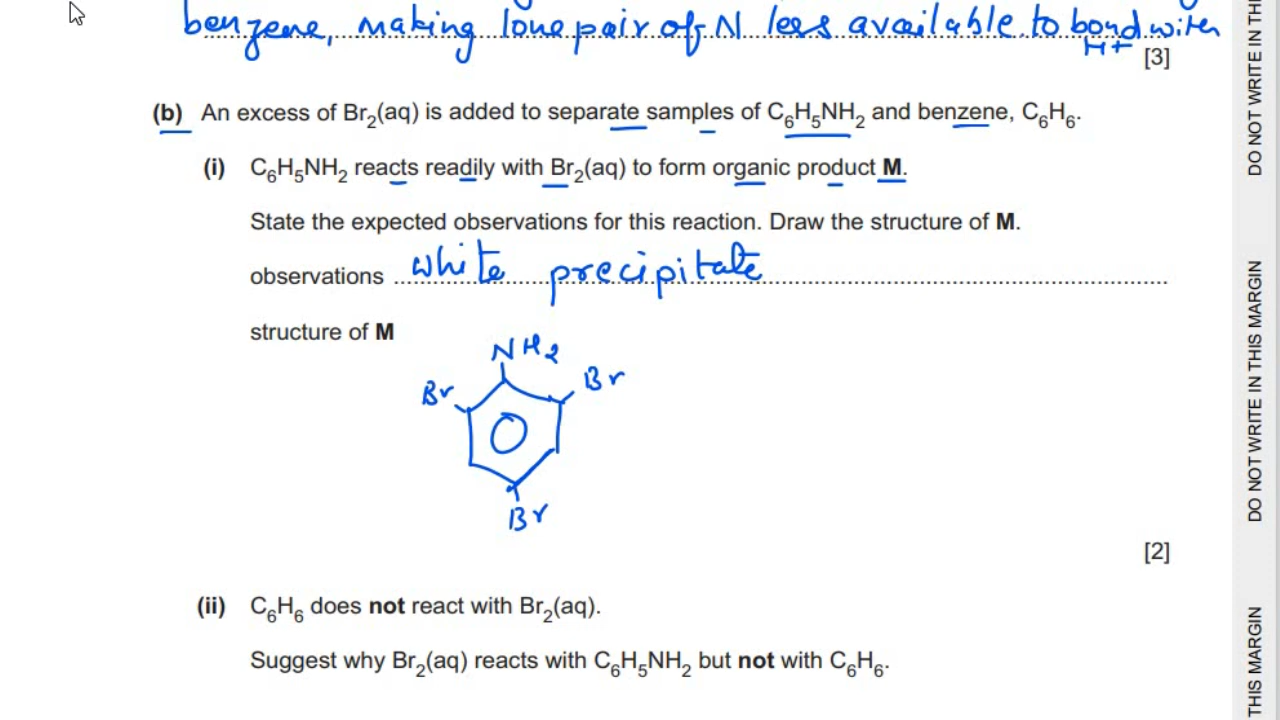 benzene, making lone pair of N less available to bond with
H+
[3]
(b) An excess of Br2(aq) is added to separate samples of C6H5NH2 and benzene, C6H6.
(i) C6H5NH2 reacts readily with Br2(aq) to form organic product M.
State the expected observations for this reaction. Draw the structure of M.
observations white precipitate
structure of M
NH2
Br
Br
Br
[2]
(ii) C6H6 does not react with Br2(aq).
Suggest why Br2(aq) reacts with C6H5NH2 but not with C6H6.
DO NOT WRITE IN TH
DO NOT WRITE IN THIS MARGIN
THIS MARGIN